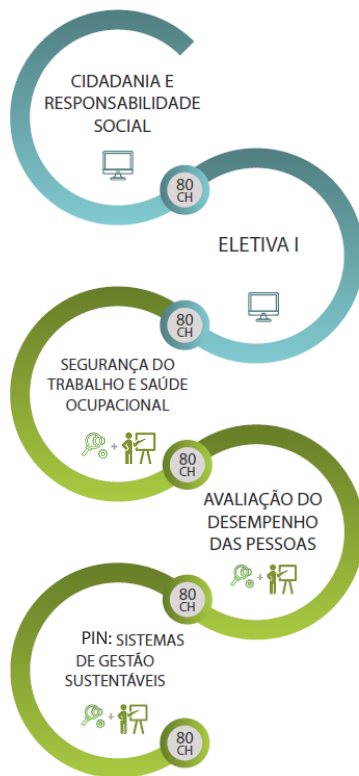 CIDADANIA E
RESPONSABILIDADE
SOCIAL
80
CH
ELETIVA I
80
CH
SEGURANÇA DO
TRABALHO E SAÚDE
OCUPACIONAL
+
80
CH
AVALIAÇÃO DO
DESEMPENHO
DAS PESSOAS
+
80
CH
PIN: SISTEMAS
DE GESTÃO
SUSTENTÁVEIS
+
80
CH